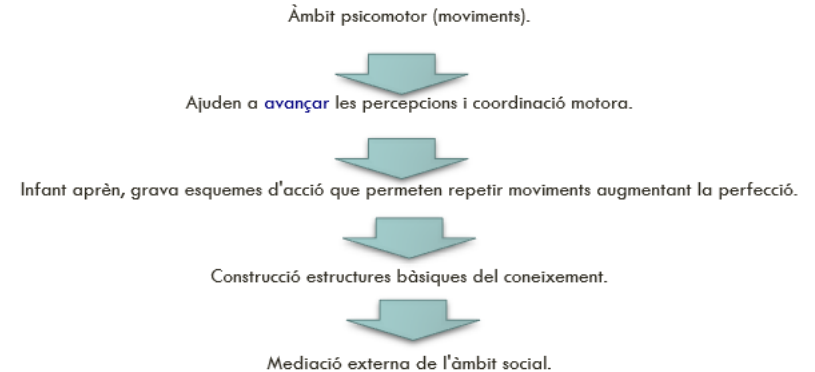 Àmbit psicomotor (moviments).
Ajuden a avançar les percepcions i coordinació motora.
Infant aprèn, grava esquemes d'acció que permeten repetir moviments augmentant la perfecció.
Construcció estructures bàsiques del coneixement.
Mediació externa de l'àmbit social.